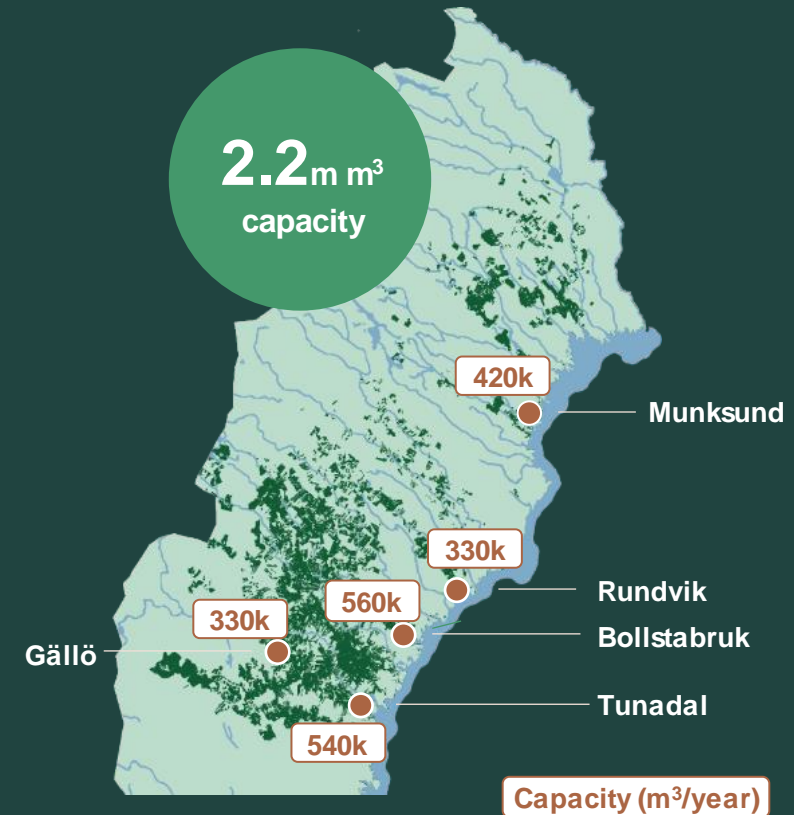 2.2m m³
capacity
420k
Munksund
330k
Rundvik
560k
Bollstabruk
330k
Gällö
Tunadal
540k
Capacity (m³/year)